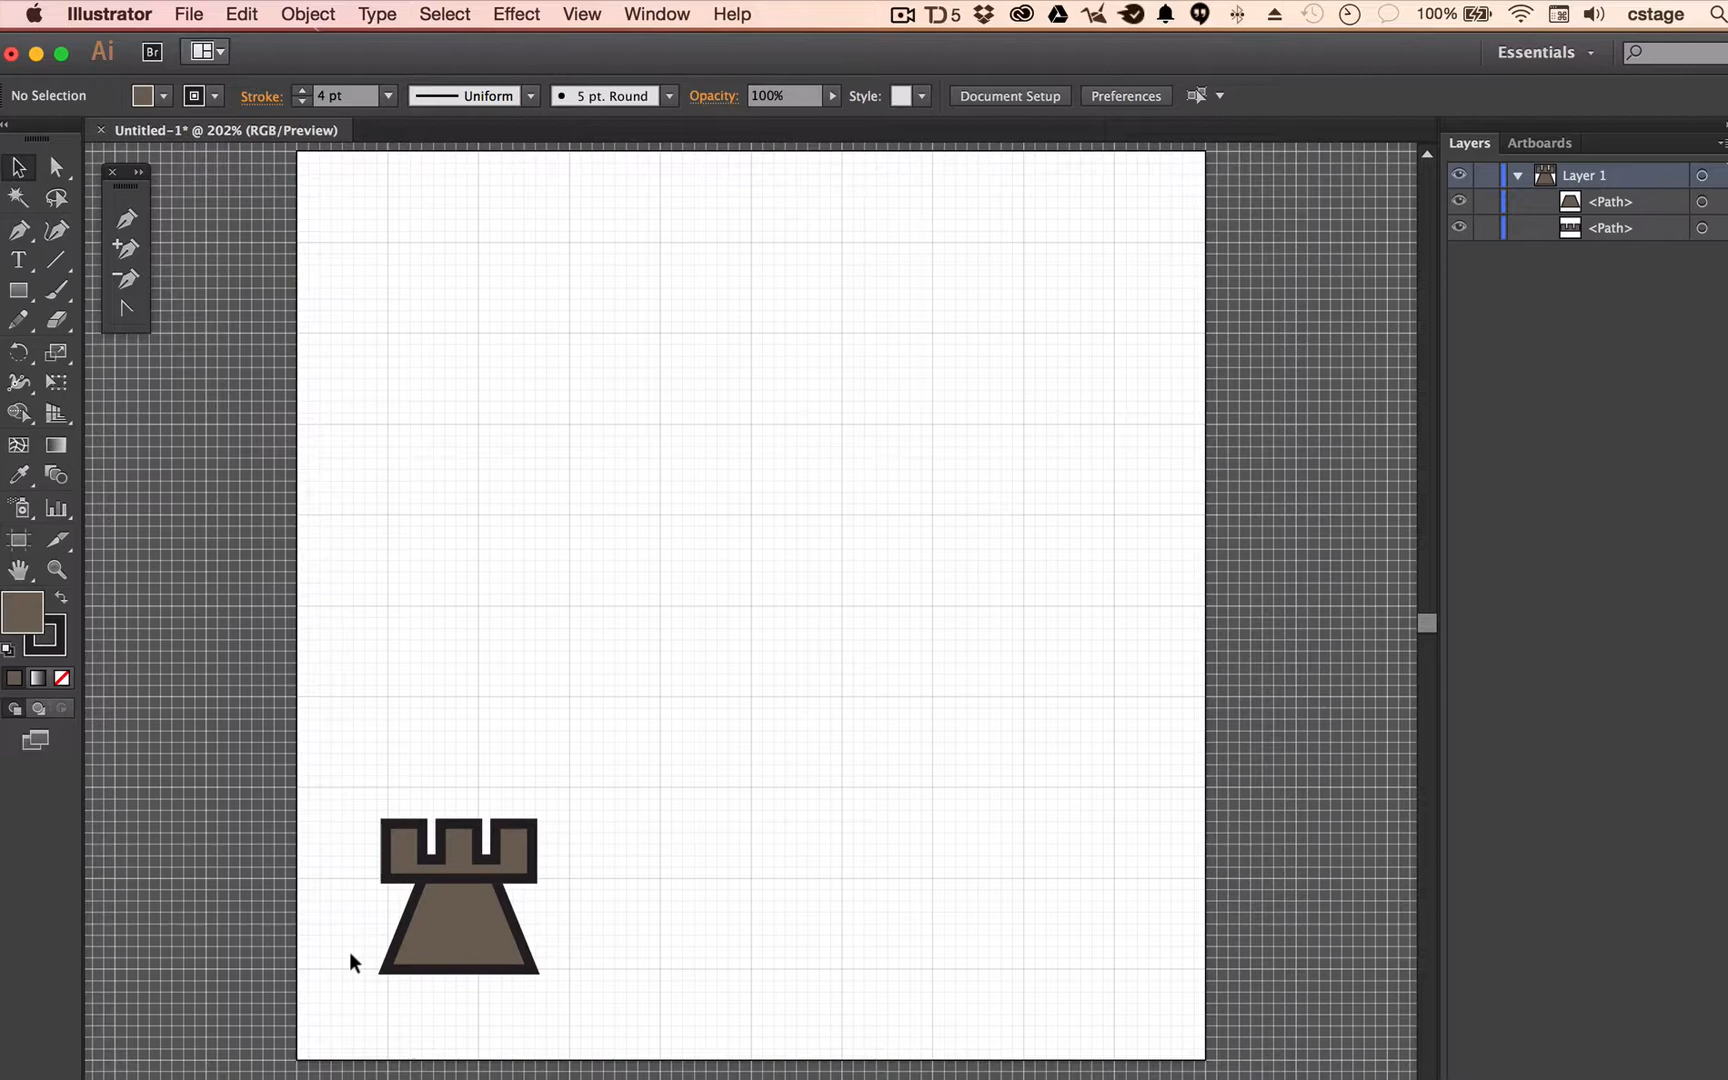 Illustrator File Edit Object Type Select Effect View Window Help 5 100% cstage
Ai Br Essentials
No Selection Stroke: 4 pt Uniform 5 pt. Round Opacity: 100% Style: Document Setup Preferences
Untitled-1* @ 202% (RGB/Preview)
Layers Artboards
Layer 1
<Path>
<Path>